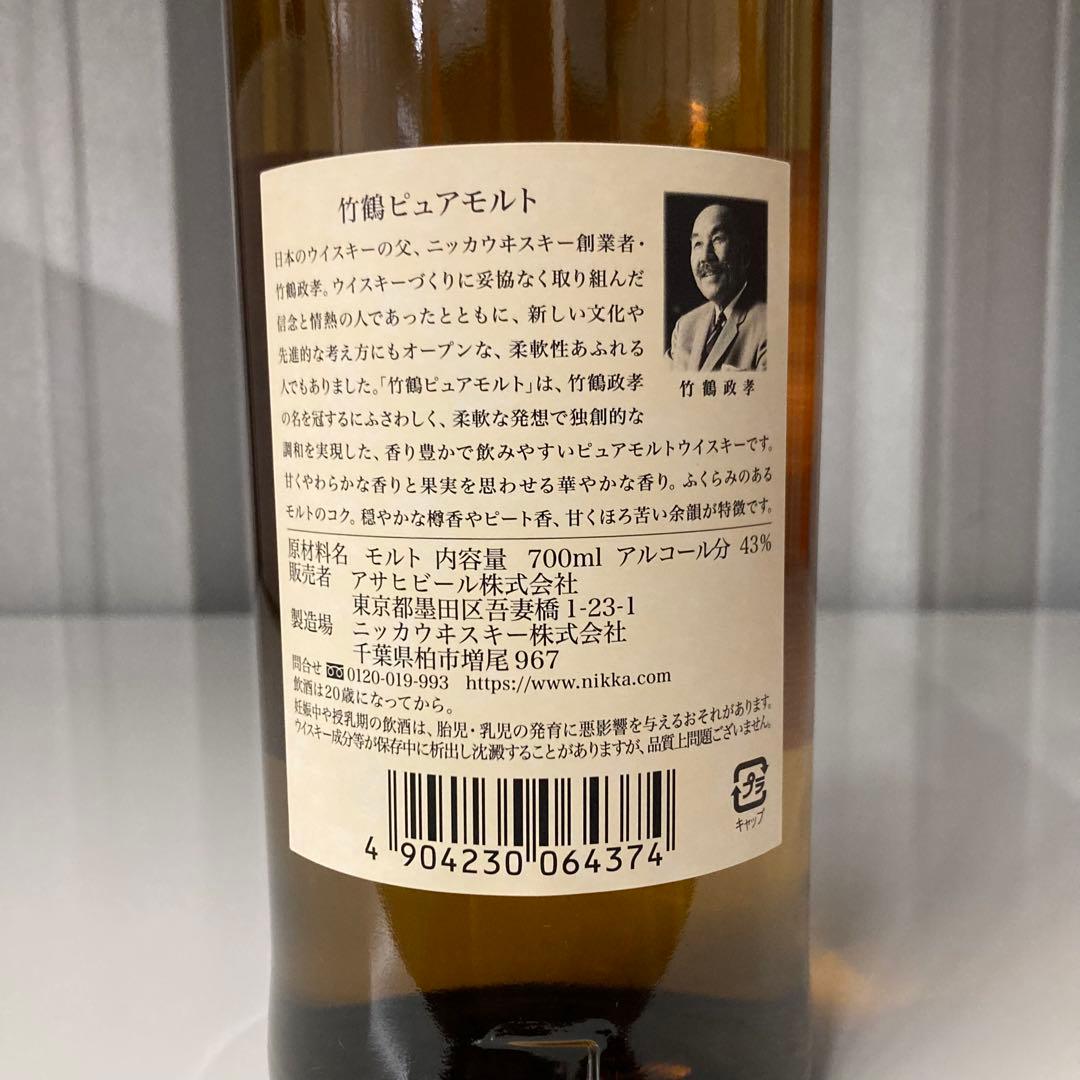 竹鶴ピュアモルト
日本のウイスキーの父、ニッカウヰスキー創業者・
竹鶴政孝。ウイスキーづくりに妥協なく取り組んだ
信念と情熱の人であったとともに、新しい文化や
先進的な考え方にもオープンな、柔軟性あふれる
人でもありました。「竹鶴ピュアモルト」は、竹鶴政孝
の名を冠するにふさわしく、柔軟な発想で独創的な
調和を実現した、香り豊かで飲みやすいピュアモルトウイスキーです。
甘くやわらかな香りと果実を思わせる華やかな香り。ふくらみのある
モルトのコク。穏やかな樽香やピート香、甘くほろ苦い余韻が特徴です。
竹鶴政孝
原材料名 モルト 内容量 700ml アルコール分 43%
販売者 アサヒビール株式会社
東京都墨田区吾妻橋1-23-1
製造場 ニッカウヰスキー株式会社
千葉県柏市増尾967
問合せ 0120-019-993 https://www.nikka.com
飲酒は20歳になってから。
妊娠中や授乳期の飲酒は、胎児・乳児の発育に悪影響を与えるおそれがあります。
ウイスキー成分等が保存中に析出し沈澱することがありますが、品質上問題ございません。
プラ
キャップ
4 904230 064374